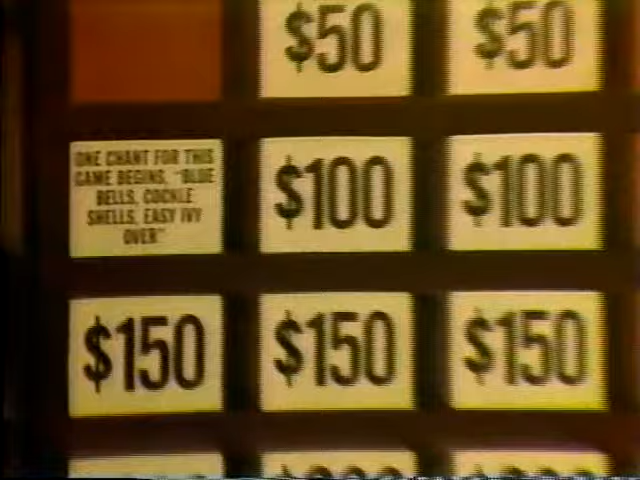 $50 $50
ONE CHANT FOR THIS
GAME BEGINS, "BLUE
BELLS, COCKLE
SHELLS, EASY IVY
OVER"
$100 $100
$150 $150 $150